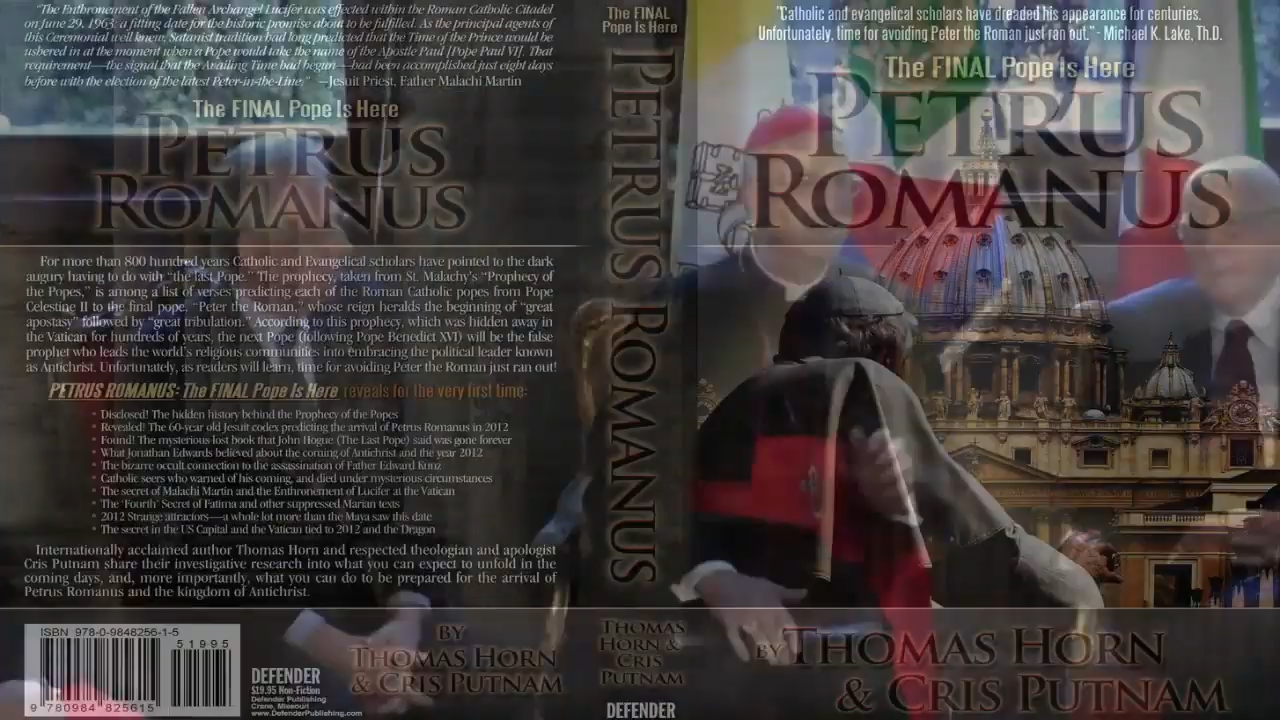 "The Enthronement of the Fallen Archangel Lucifer was effected within the Roman Catholic Citadel
on June 29, 1963; a fitting date for the historic promise about to be fulfilled. As the principal agents of
this Ceremonial well knew, Satanist tradition had long predicted that the Time of the Prince would be
ushered in at the moment when a Pope would take the name of the Apostle Paul [Pope Paul VI]. That
requirement—the signal that the Availing Time had begun—had been accomplished just eight days
before with the election of the latest Peter-in-the-Line." —Jesuit Priest, Father Malachi Martin
The FINAL Pope Is Here
PETRUS
ROMANUS
For more than 800 hundred years Catholic and Evangelical scholars have pointed to the dark
augury having to do with "the last Pope." The prophecy, taken from St. Malachy's "Prophecy of
the Popes," is among a list of verses predicting each of the Roman Catholic popes from Pope
Celestine II to the final pope, "Peter the Roman," whose reign heralds the beginning of "great
apostasy" followed by "great tribulation." According to this prophecy, which was hidden away in
the Vatican for hundreds of years, the next Pope (following Pope Benedict XVI) will be the false
prophet who leads the world's religious communities into embracing the political leader known
as Antichrist. Unfortunately, as readers will learn, time for avoiding Peter the Roman just ran out!
PETRUS ROMANUS: The FINAL Pope Is Here reveals for the very first time:
• Disclosed! The hidden history behind the Prophecy of the Popes
• Revealed! The 60-year old Jesuit codex predicting the arrival of Petrus Romanus in 2012
• Found! The mysterious lost book that John Hogue (The Last Pope) said was gone forever
• What Jonathan Edwards believed about the coming of Antichrist and the year 2012
• The bizarre occult connection to the assassination of Father Edward Kunz
• Catholic seers who warned of his coming, and died under mysterious circumstances
• The secret of Malachi Martin and the Enthronement of Lucifer at the Vatican
• The 'Fourth' Secret of Fatima and other suppressed Marian texts
• 2012 Strange attractors—a whole lot more than the Maya saw this date
• The secret in the US Capital and the Vatican tied to 2012 and the Dragon
Internationally acclaimed author Thomas Horn and respected theologian and apologist
Cris Putnam share their investigative research into what you can expect to unfold in the
coming days, and, more importantly, what you can do to be prepared for the arrival of
Petrus Romanus and the kingdom of Antichrist.
ISBN 978-0-9848256-1-5
51995
9 780984 825615
DEFENDER
$19.95 Non-Fiction
Defender Publishing
Crane, Missouri
www.DefenderPublishing.com
BY
THOMAS HORN
& CRIS PUTNAM
The FINAL
Pope Is Here
PETRUS ROMANUS
THOMAS
HORN &
CRIS
PUTNAM
DEFENDER
"Catholic and evangelical scholars have dreaded his appearance for centuries.
Unfortunately, time for avoiding Peter the Roman just ran out." - Michael K. Lake, Th.D.
The FINAL Pope Is Here
PETRUS
ROMANUS
BY THOMAS HORN
& CRIS PUTNAM